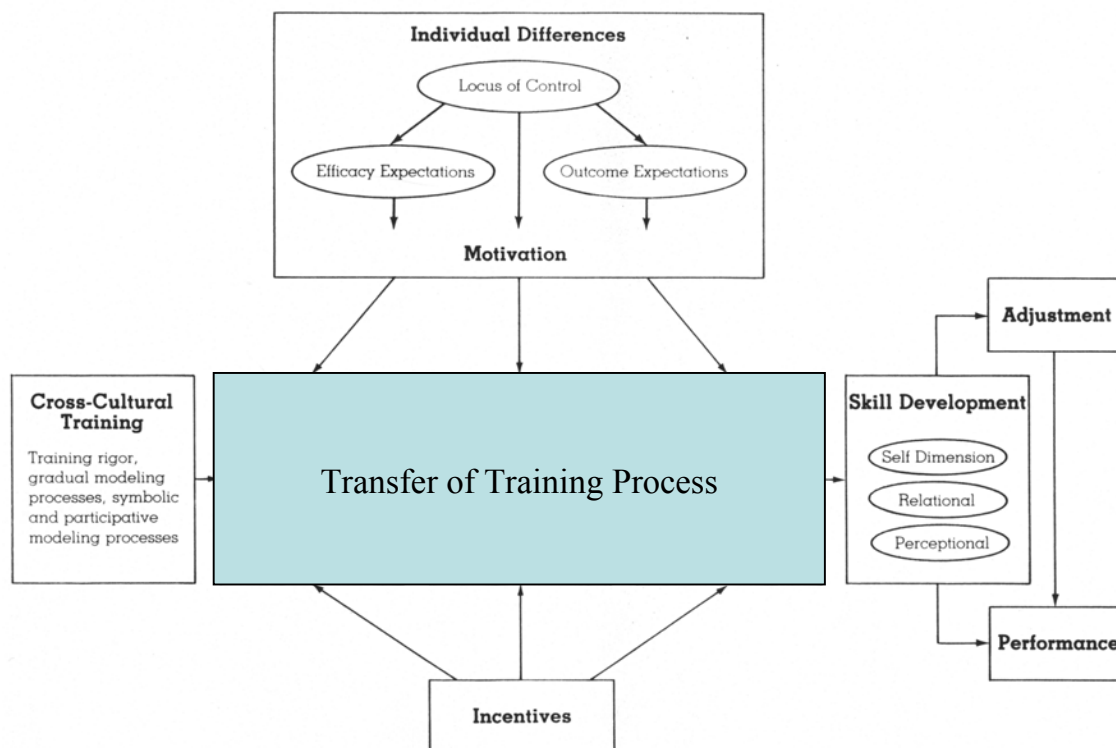 Individual Differences
Locus of Control
Efficacy Expectations
Outcome Expectations
Motivation
Cross-Cultural
Training
Training rigor,
gradual modeling
processes, symbolic
and participative
modeling processes
Transfer of Training Process
Skill Development
Self Dimension
Relational
Perceptional
Adjustment
Performance
Incentives